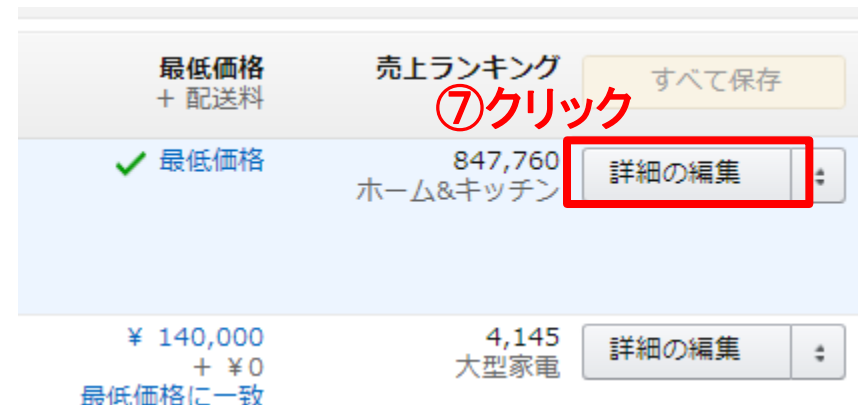 最低価格
+ 配送料
売上ランキング
すべて保存
⑦クリック
最低価格
847,760
ホーム&キッチン
詳細の編集
¥ 140,000
+ ¥0
最低価格に一致
4,145
大型家電
詳細の編集